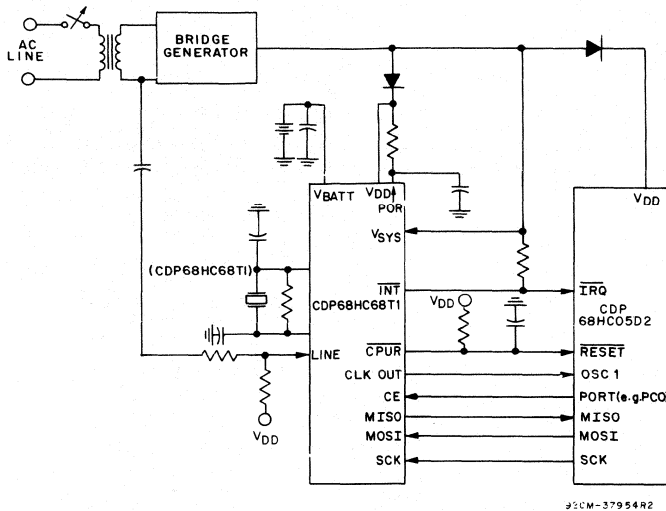 AC
LINE
BRIDGE
GENERATOR
VBATT
VDD
POR
VDD
VSYS
(CDP68HC68T1)
INT
IRQ
CDP68HC68T1
VDD
CDP
68HC05D2
LINE
CPUR
RESET
CLK OUT
OSC 1
CE
PORT(e.g.PCO)
VDD
MISO
MISO
MOSI
MOSI
SCK
SCK
92CM-37954R2